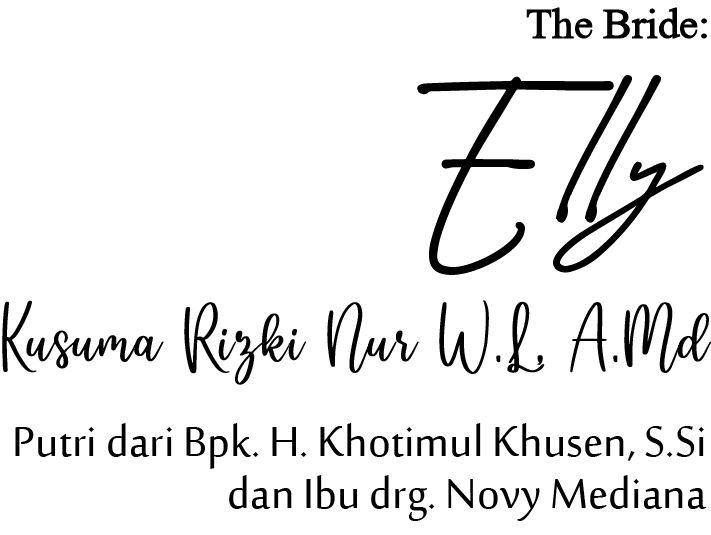 The Bride:
Elly
Kusuma Rizki Nur W.L, A.Md
Putri dari Bpk. H. Khotimul Khusen, S.Si
dan Ibu drg. Novy Mediana